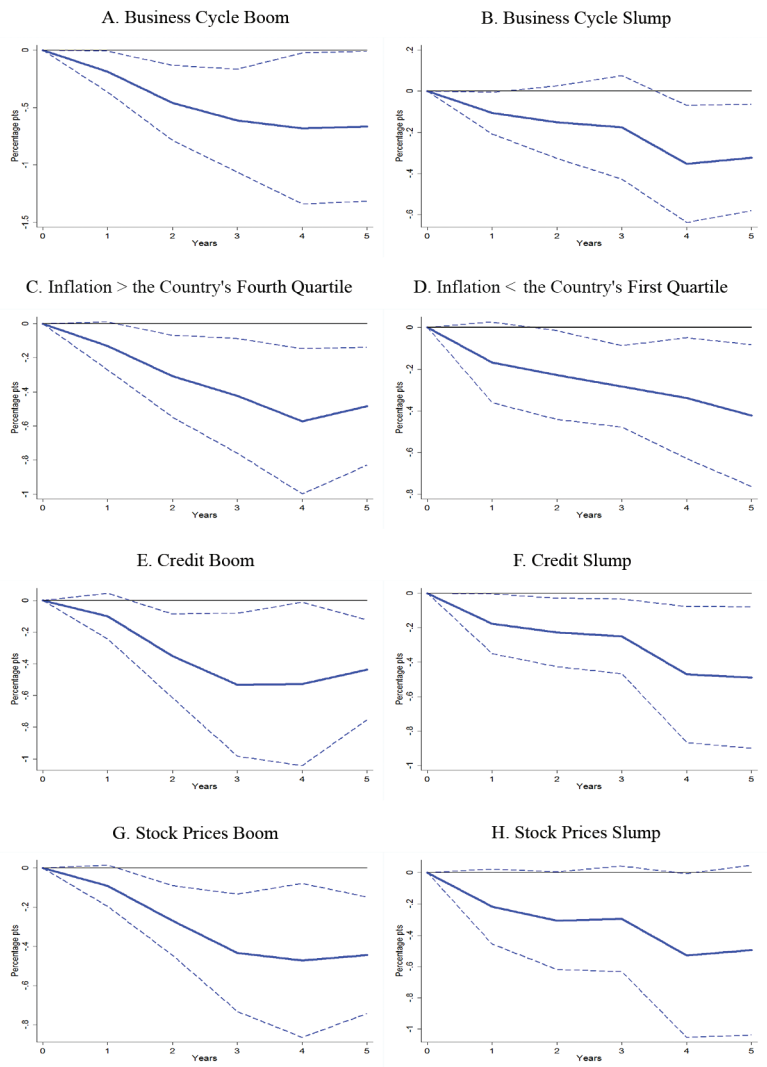 A. Business Cycle Boom
B. Business Cycle Slump
Percentage pts
0
-.5
-1
-1.5
0 1 2 3 4 5
Years
Percentage pts
.2
0
-.2
-.4
-.6
0 1 2 3 4 5
Years
C. Inflation > the Country's Fourth Quartile
D. Inflation < the Country's First Quartile
Percentage pts
0
-.2
-.4
-.6
-.8
-1
0 1 2 3 4 5
Years
Percentage pts
0
-.2
-.4
-.6
-.8
0 1 2 3 4 5
Years
E. Credit Boom
F. Credit Slump
Percentage pts
0
-.2
-.4
-.6
-.8
-1
0 1 2 3 4 5
Years
Percentage pts
0
-.2
-.4
-.6
-.8
-1
0 1 2 3 4 5
Years
G. Stock Prices Boom
H. Stock Prices Slump
Percentage pts
0
-.2
-.4
-.6
-.8
0 1 2 3 4 5
Years
Percentage pts
0
-.2
-.4
-.6
-.8
-1
0 1 2 3 4 5
Years